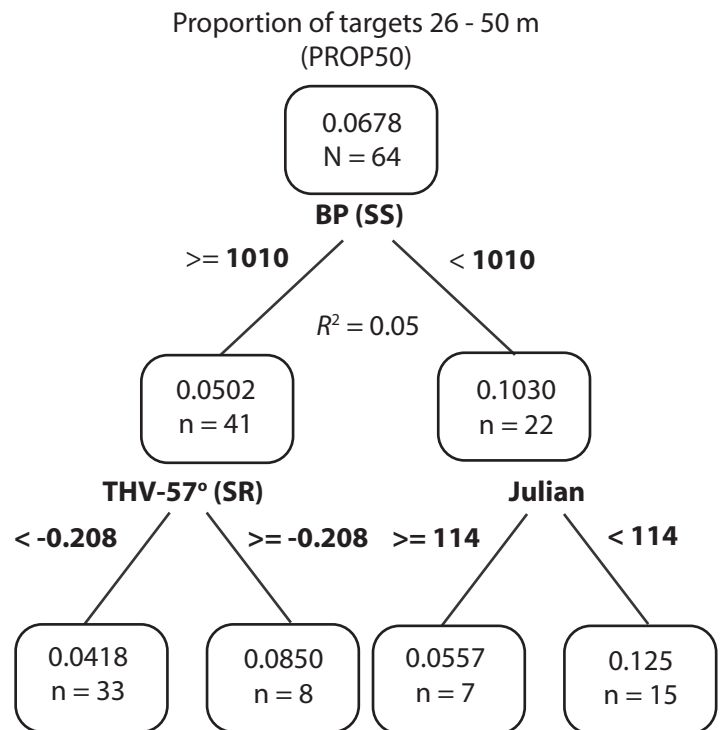 Proportion of targets 26 - 50 m
(PROP50)
0.0678
N = 64
BP (SS)
>= 1010
< 1010
R² = 0.05
0.0502
n = 41
0.1030
n = 22
THV-57º (SR)
Julian
< -0.208
>= -0.208
>= 114
< 114
0.0418
n = 33
0.0850
n = 8
0.0557
n = 7
0.125
n = 15